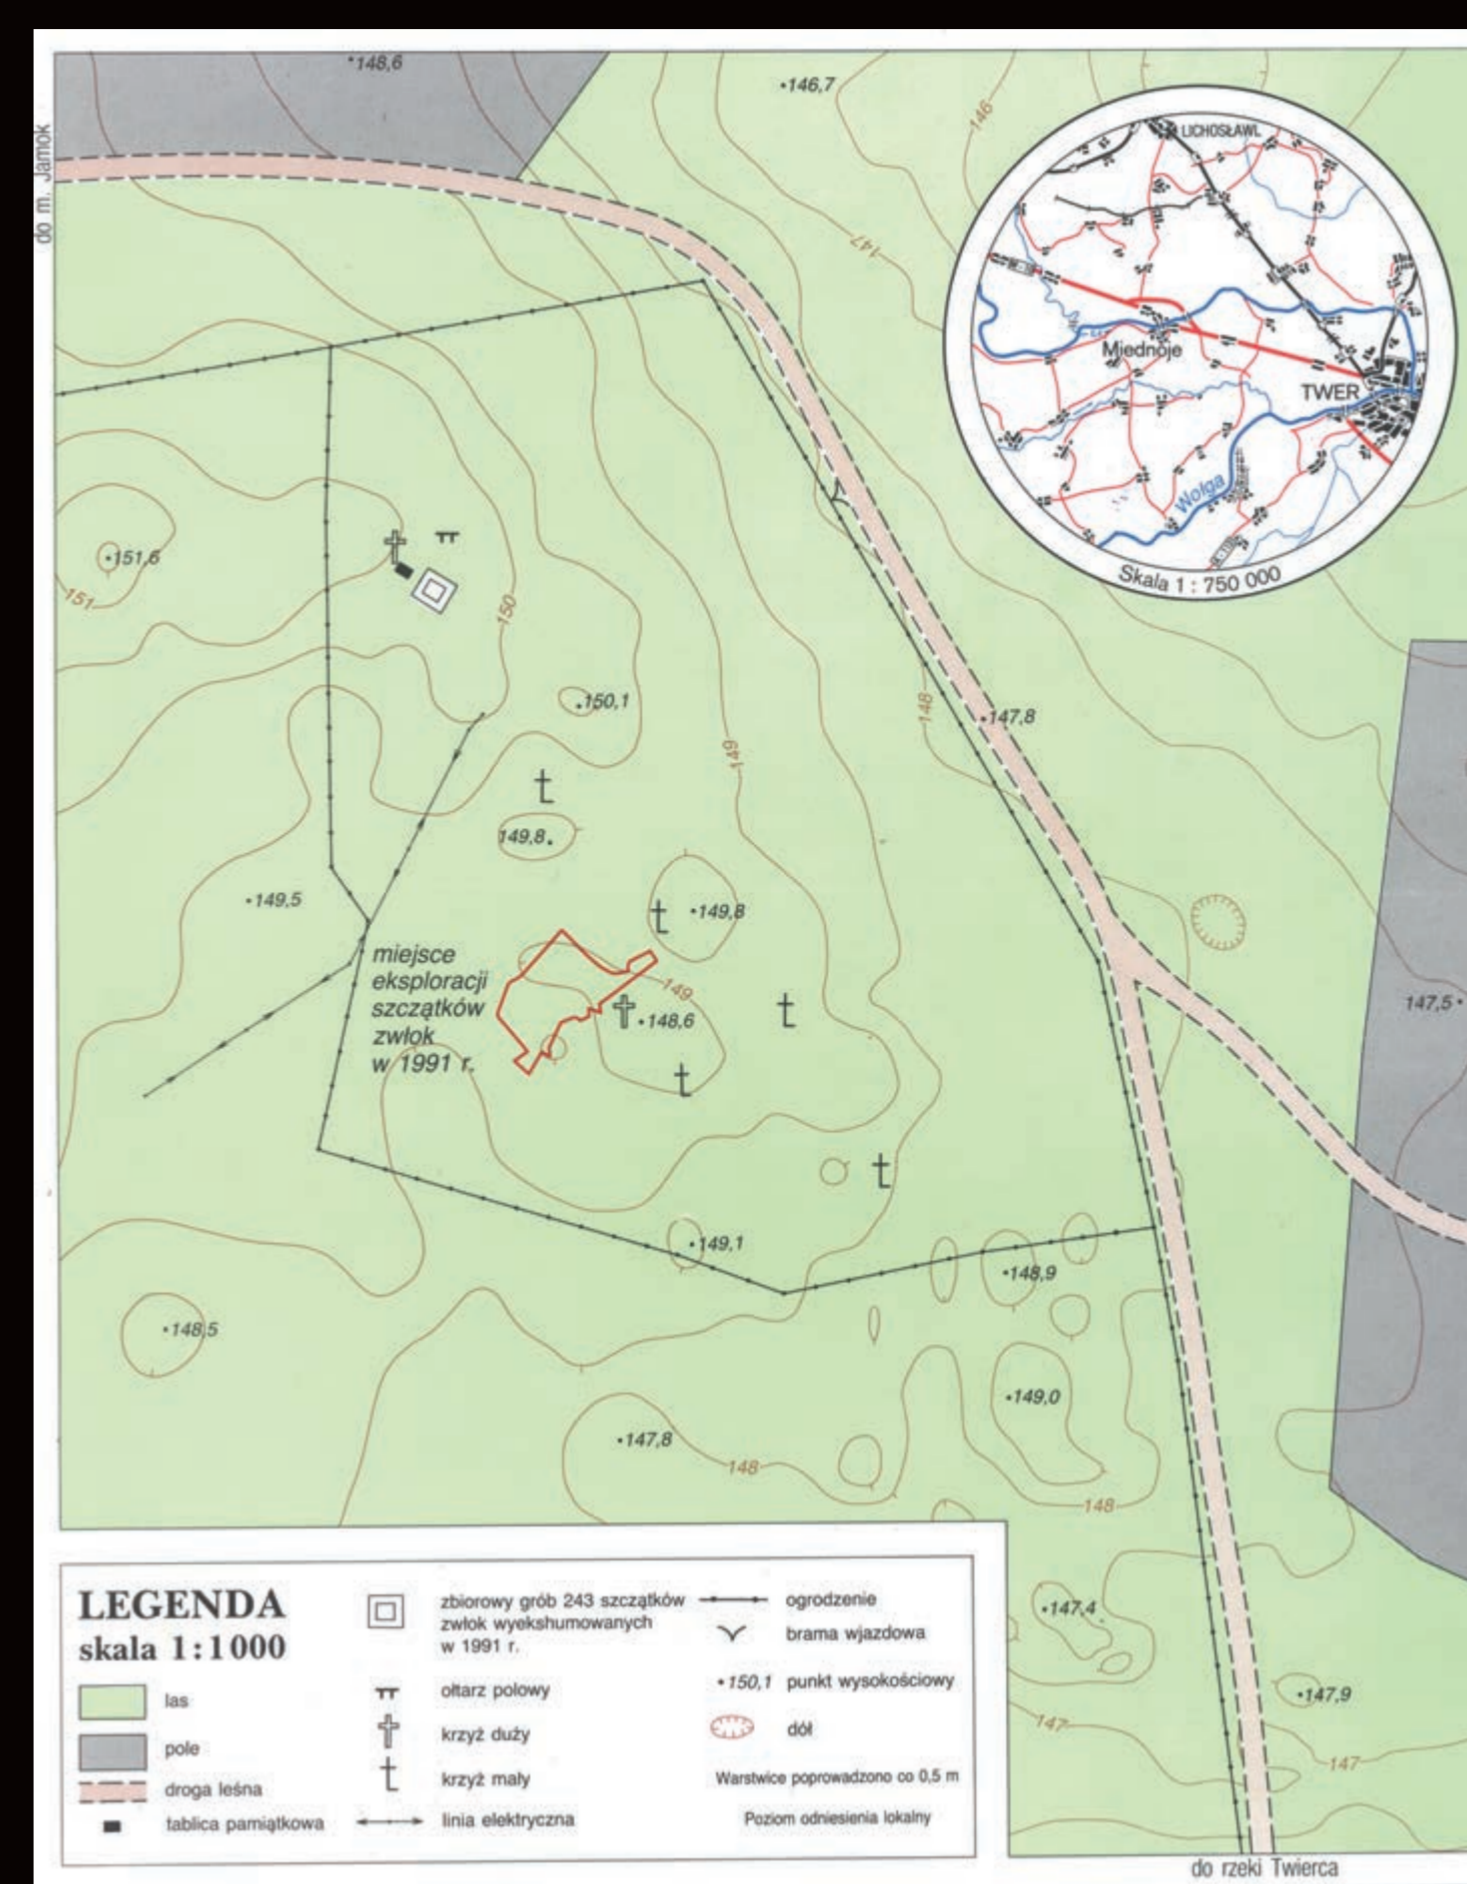 148,6
146,7
146
do m. Jamok
LICHOSŁAWL
147
Miednoje
TWER
Wołga
Skala 1 : 750 000
151,6
151
150
150,1
148
147,8
149
149,8
149,5
149,8
miejsce
eksploracji
szczątków
zwłok
w 1991 r.
149
148,6
147,5
149,1
148,9
148,5
149,0
147,8
148
148
147,4
147,9
147
147
LEGENDA
skala 1:1000
las
pole
droga leśna
tablica pamiątkowa
zbiorowy grób 243 szczątków
zwłok wyekshumowanych
w 1991 r.
ołtarz polowy
krzyż duży
krzyż mały
linia elektryczna
ogrodzenie
brama wjazdowa
150,1 punkt wysokościowy
dół
Warstwice poprowadzono co 0,5 m
Poziom odniesienia lokalny
do rzeki Twierca